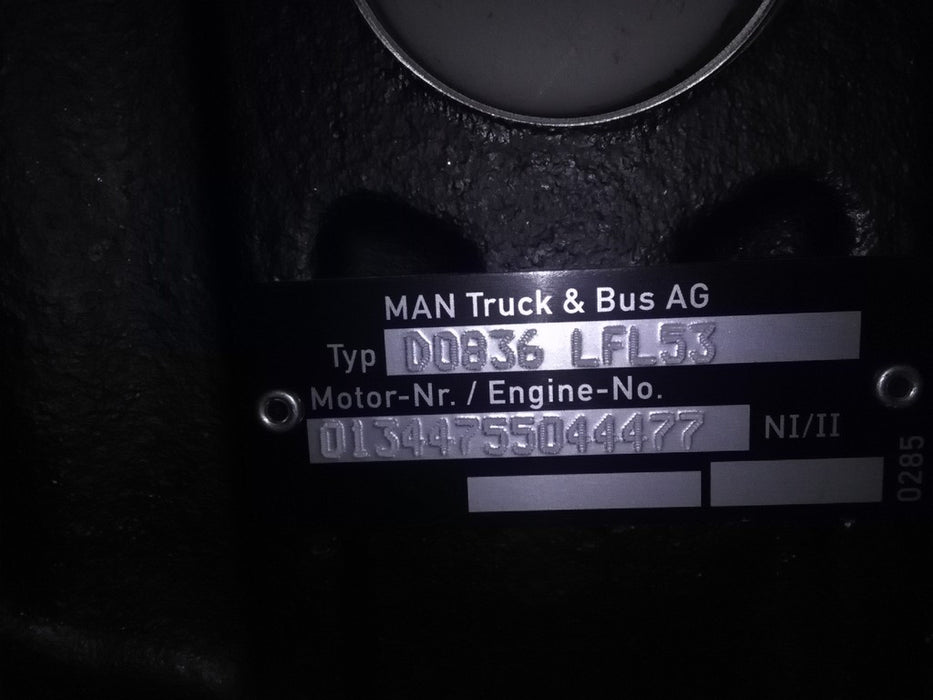 MAN Truck & Bus AG
Typ D0836 LFL53
Motor-Nr. / Engine-No.
01344755044477 NI/II
0285